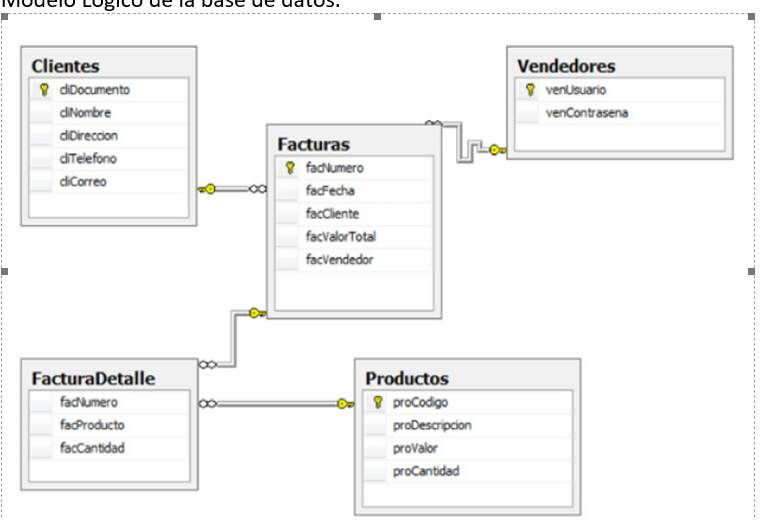 Modelo Lógico de la base de datos.
Clientes
cliDocumento
cliNombre
cliDireccion
cliTelefono
cliCorreo
Vendedores
venUsuario
venContrasena
Facturas
facNumero
facFecha
facCliente
facValorTotal
facVendedor
FacturaDetalle
facNumero
facProducto
facCantidad
Productos
proCodigo
proDescripcion
proValor
proCantidad